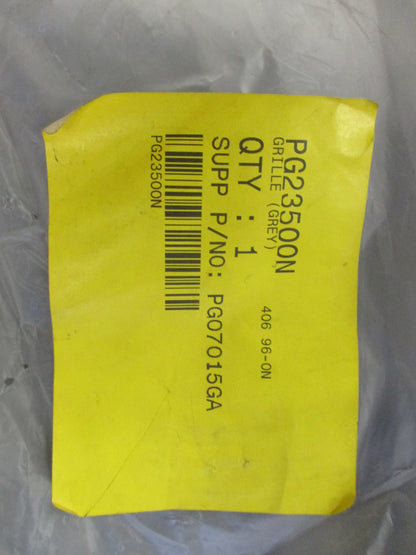 PG23500N
GRILLE (GREY)   406 96-ON
QTY : 1
SUPP P/NO: PG07015GA
PG23500N